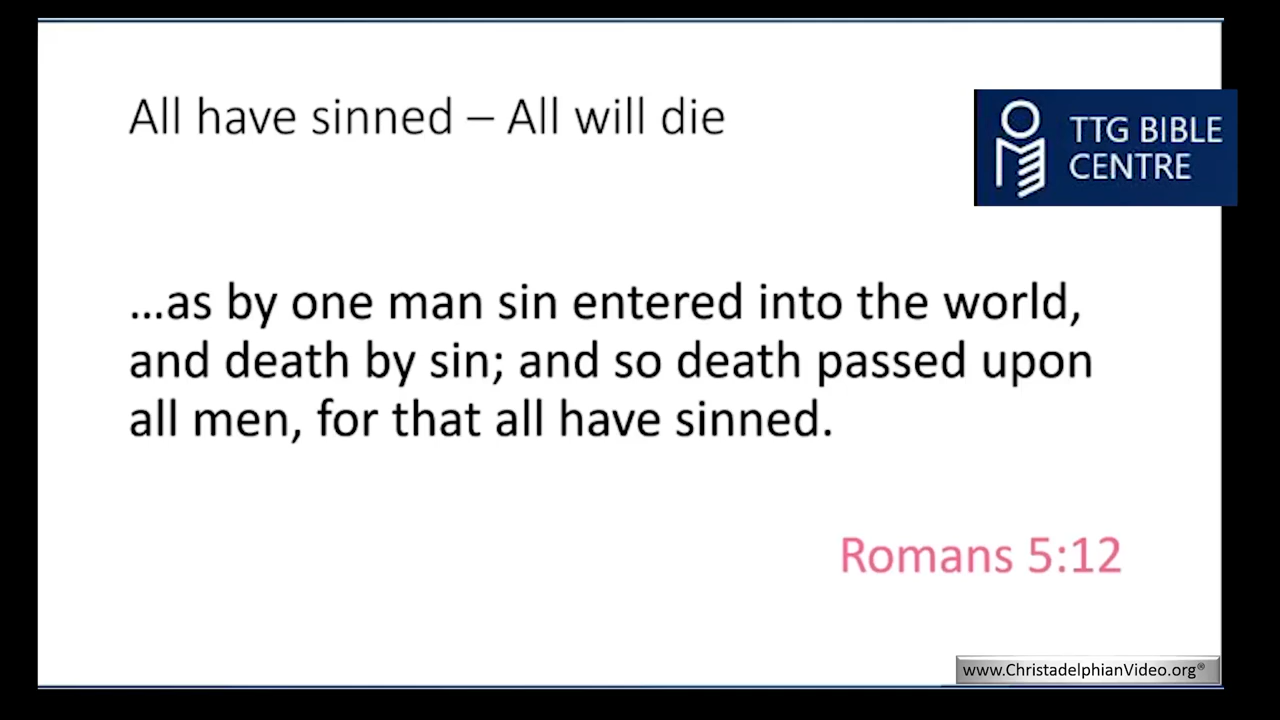 All have sinned – All will die
TTG BIBLE
CENTRE
...as by one man sin entered into the world,
and death by sin; and so death passed upon
all men, for that all have sinned.
Romans 5:12
www.ChristadelphianVideo.org®